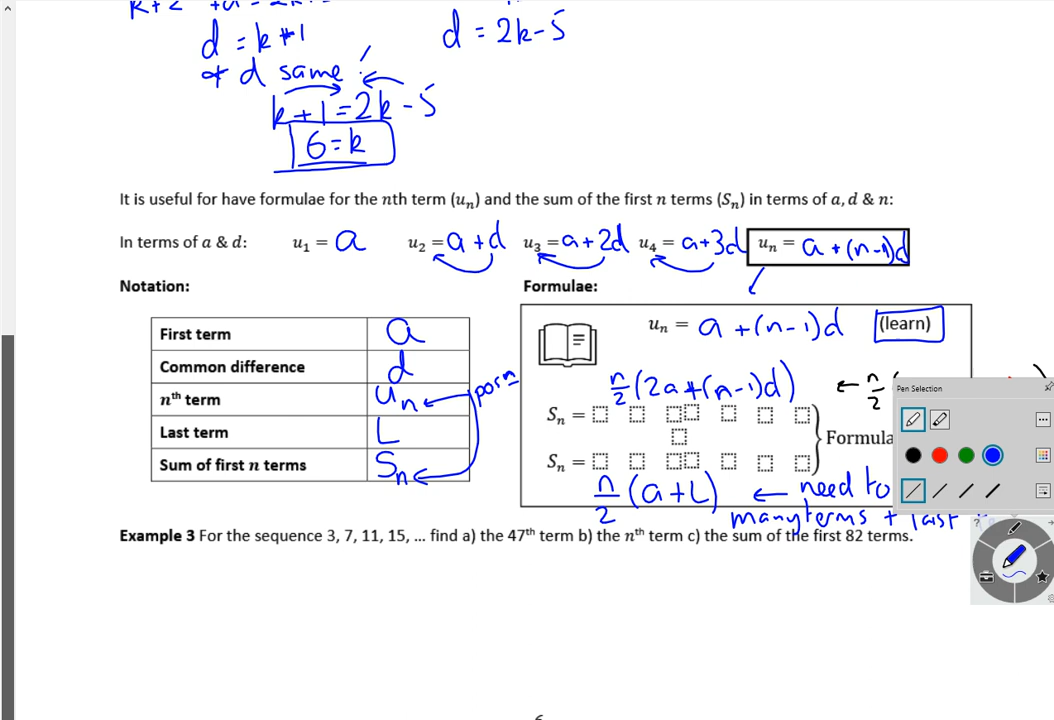 d = k+1
d = 2k-5
& d same!
k+1=2k-5
6=k
It is useful for have formulae for the nth term (uₙ) and the sum of the first n terms (Sₙ) in terms of a, d & n:
In terms of a & d: u₁ = a u₂ = a+d u₃ = a+2d u₄ = a+3d uₙ = a+(n-1)d
Notation: Formulae:
First term a
Common difference d
nᵗʰ term uₙ
Last term L
Sum of first n terms Sₙ
uₙ = a+(n-1)d (learn)
n/2 (2a+(n-1)d) ← n/2 (
Sₙ =
Formula
Sₙ =
n/2 (a+L) ← need to
many terms + last
Pen Selection
Example 3 For the sequence 3, 7, 11, 15, ... find a) the 47ᵗʰ term b) the nᵗʰ term c) the sum of the first 82 terms.